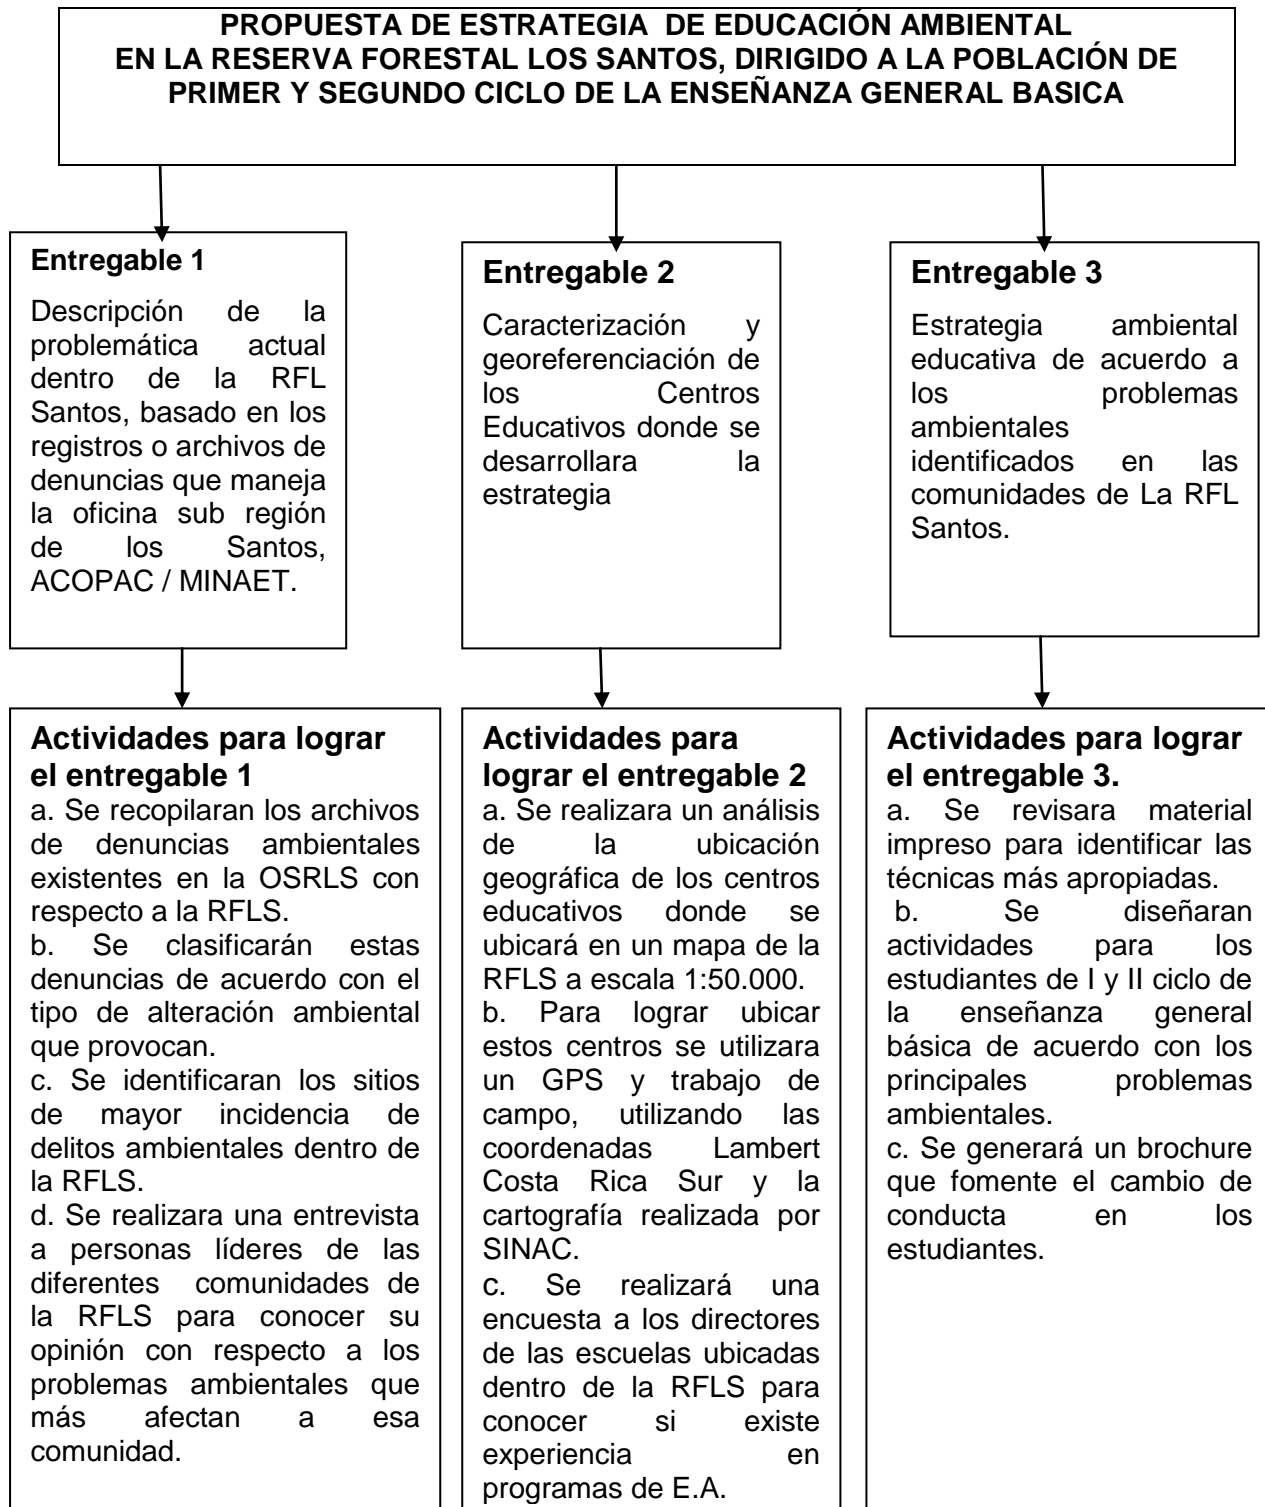 PROPUESTA DE ESTRATEGIA DE EDUCACIÓN AMBIENTAL
EN LA RESERVA FORESTAL LOS SANTOS, DIRIGIDO A LA POBLACIÓN DE
PRIMER Y SEGUNDO CICLO DE LA ENSEÑANZA GENERAL BASICA
Entregable 1
Descripción de la
problemática actual
dentro de la RFL
Santos, basado en los
registros o archivos de
denuncias que maneja
la oficina sub región
de los Santos,
ACOPAC / MINAET.
Entregable 2
Caracterización y
georeferenciación de
los Centros
Educativos donde se
desarrollara la
estrategia
Entregable 3
Estrategia ambiental
educativa de acuerdo a
los problemas
ambientales
identificados en las
comunidades de La RFL
Santos.
Actividades para lograr
el entregable 1
a. Se recopilaran los archivos
de denuncias ambientales
existentes en la OSRLS con
respecto a la RFLS.
b. Se clasificarán estas
denuncias de acuerdo con el
tipo de alteración ambiental
que provocan.
c. Se identificaran los sitios
de mayor incidencia de
delitos ambientales dentro de
la RFLS.
d. Se realizara una entrevista
a personas líderes de las
diferentes comunidades de
la RFLS para conocer su
opinión con respecto a los
problemas ambientales que
más afectan a esa
comunidad.
Actividades para
lograr el entregable 2
a. Se realizara un análisis
de la ubicación
geográfica de los centros
educativos donde se
ubicará en un mapa de la
RFLS a escala 1:50.000.
b. Para lograr ubicar
estos centros se utilizara
un GPS y trabajo de
campo, utilizando las
coordenadas Lambert
Costa Rica Sur y la
cartografía realizada por
SINAC.
c. Se realizará una
encuesta a los directores
de las escuelas ubicadas
dentro de la RFLS para
conocer si existe
experiencia en
programas de E.A.
Actividades para lograr
el entregable 3.
a. Se revisara material
impreso para identificar las
técnicas más apropiadas.
b. Se diseñaran
actividades para los
estudiantes de I y II ciclo de
la enseñanza general
básica de acuerdo con los
principales problemas
ambientales.
c. Se generará un brochure
que fomente el cambio de
conducta en los
estudiantes.